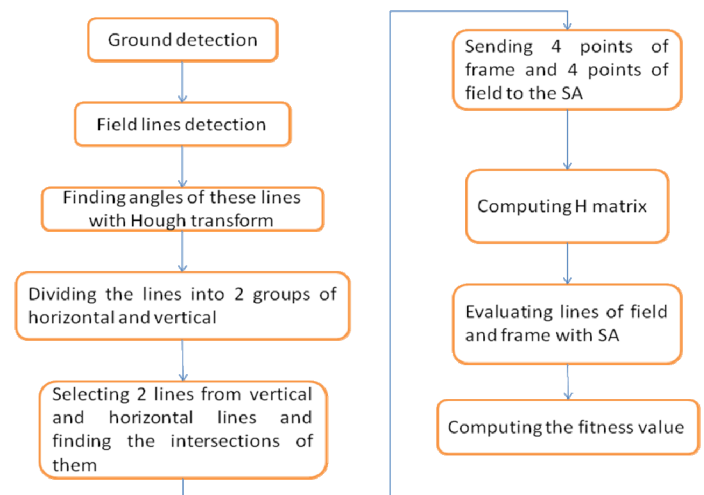 Ground detection
Field lines detection
Finding angles of these lines
with Hough transform
Dividing the lines into 2 groups of
horizontal and vertical
Selecting 2 lines from vertical
and horizontal lines and
finding the intersections of
them
Sending 4 points of
frame and 4 points of
field to the SA
Computing H matrix
Evaluating lines of field
and frame with SA
Computing the fitness value